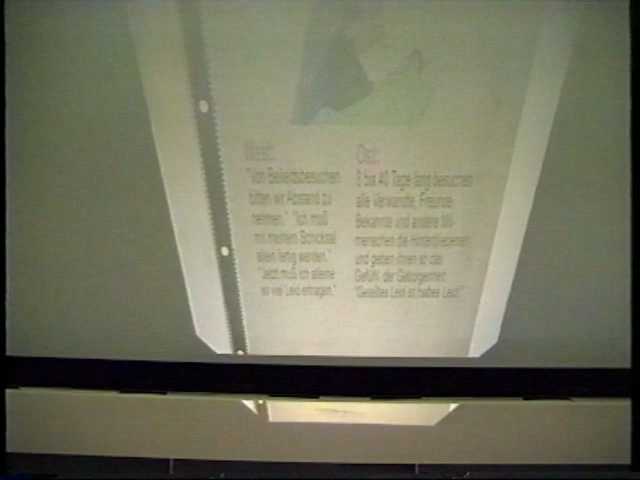 West:
"Von Beileidsbesuchen
bitten wir Abstand zu
nehmen." "Ich muß
mit meinem Schicksal
allein fertig werden."
"Jetzt muß ich alleine
so viel Leid ertragen."
Ost:
8 bis 40 Tage lang besuchen
alle Verwandte, Freunde,
Bekannte und andere Mit-
menschen die Hinterbliebenen
und geben ihnen so das
Gefühl der Geborgenheit.
"Geteiltes Leid ist halbes Leid!"